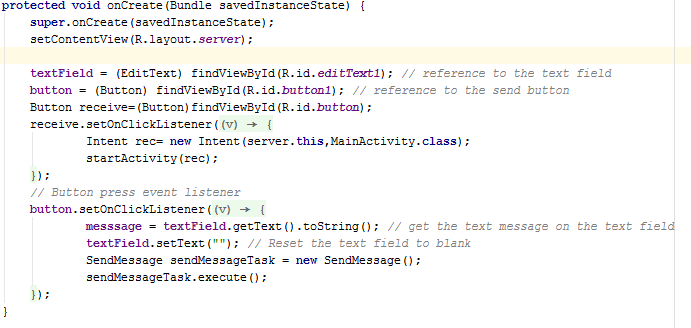 protected void onCreate(Bundle savedInstanceState) {
super.onCreate(savedInstanceState);
setContentView(R.layout.server);
textField = (EditText) findViewById(R.id.editText1); // reference to the text field
button = (Button) findViewById(R.id.button1); // reference to the send button
Button receive=(Button)findViewById(R.id.button);
receive.setOnClickListener((v) → {
Intent rec= new Intent(server.this,MainActivity.class);
startActivity(rec);
});
// Button press event listener
button.setOnClickListener((v) → {
messsage = textField.getText().toString(); // get the text message on the text field
textField.setText(""); // Reset the text field to blank
SendMessage sendMessageTask = new SendMessage();
sendMessageTask.execute();
});
}